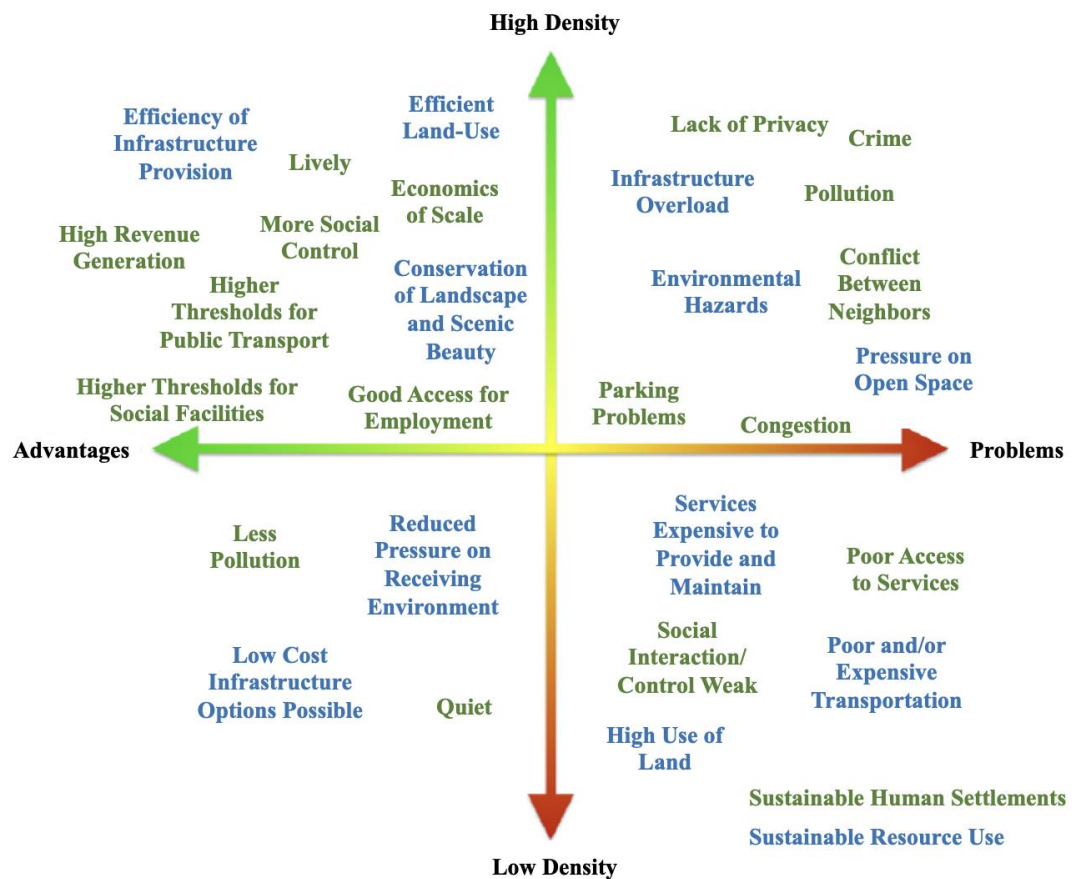 High Density
Efficiency of
Infrastructure
Provision
Lively
Efficient
Land-Use
Economics
of Scale
High Revenue
Generation
More Social
Control
Higher
Thresholds for
Public Transport
Conservation
of Landscape
and Scenic
Beauty
Higher Thresholds for
Social Facilities
Good Access for
Employment
Lack of Privacy
Crime
Infrastructure
Overload
Pollution
Environmental
Hazards
Conflict
Between
Neighbors
Pressure on
Open Space
Parking
Problems
Congestion
Advantages
Problems
Less
Pollution
Reduced
Pressure on
Receiving
Environment
Low Cost
Infrastructure
Options Possible
Quiet
Services
Expensive to
Provide and
Maintain
Poor Access
to Services
Social
Interaction/
Control Weak
Poor and/or
Expensive
Transportation
High Use of
Land
Sustainable Human Settlements
Sustainable Resource Use
Low Density